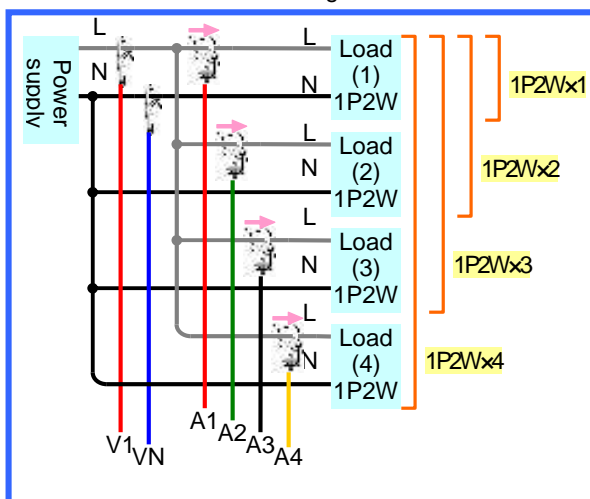 L
N
Power
supply
L
N
Load
(1)
1P2W
1P2W×1
L
N
Load
(2)
1P2W
1P2W×2
L
N
Load
(3)
1P2W
1P2W×3
L
N
Load
(4)
1P2W
1P2W×4
V1
VN
A1
A2
A3
A4